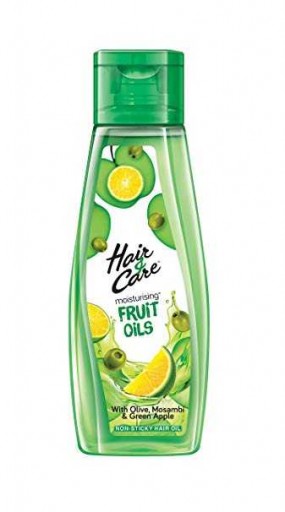 Hair
& Care
moisturising
FRUIT
OILS
With Olive, Mosambi
& Green Apple
NON-STICKY HAIR OIL